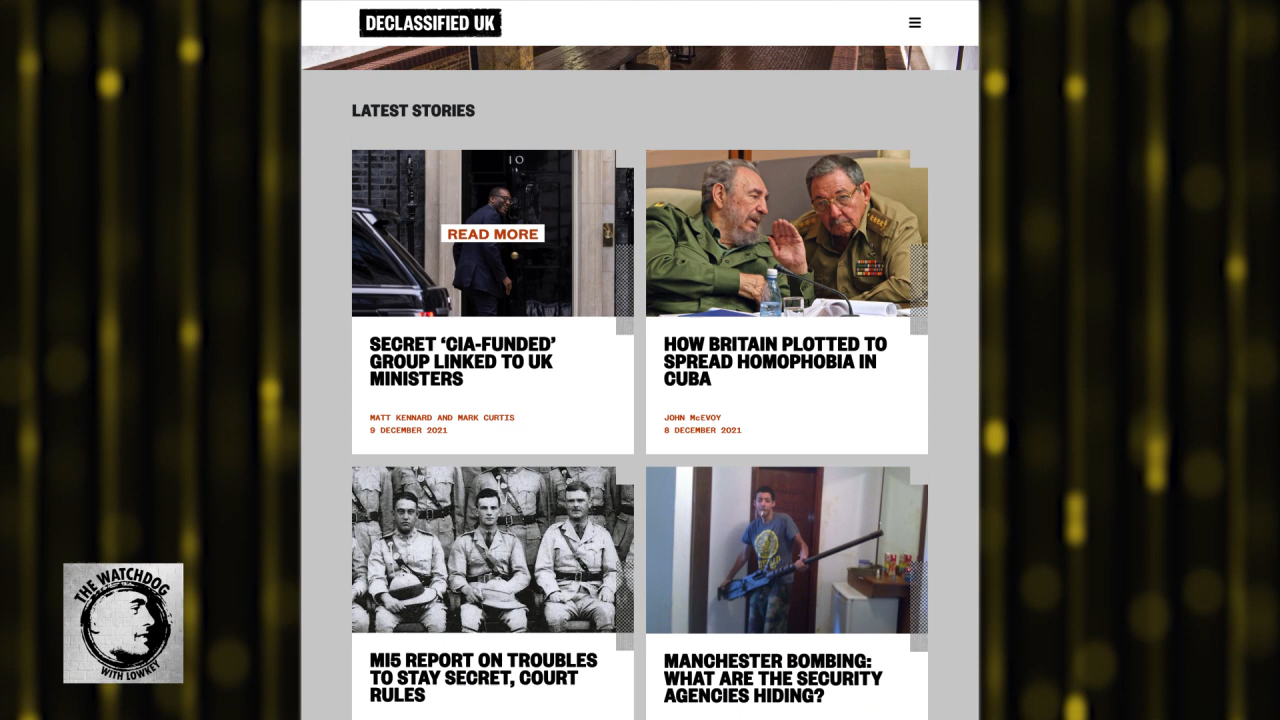 DECLASSIFIED UK
LATEST STORIES
10
READ MORE
SECRET ‘CIA-FUNDED’
GROUP LINKED TO UK
MINISTERS
MATT KENNARD AND MARK CURTIS
9 DECEMBER 2021
HOW BRITAIN PLOTTED TO
SPREAD HOMOPHOBIA IN
CUBA
JOHN McEVOY
8 DECEMBER 2021
MI5 REPORT ON TROUBLES
TO STAY SECRET, COURT
RULES
MANCHESTER BOMBING:
WHAT ARE THE SECURITY
AGENCIES HIDING?
THE WATCHDOG
WITH LOWKEY